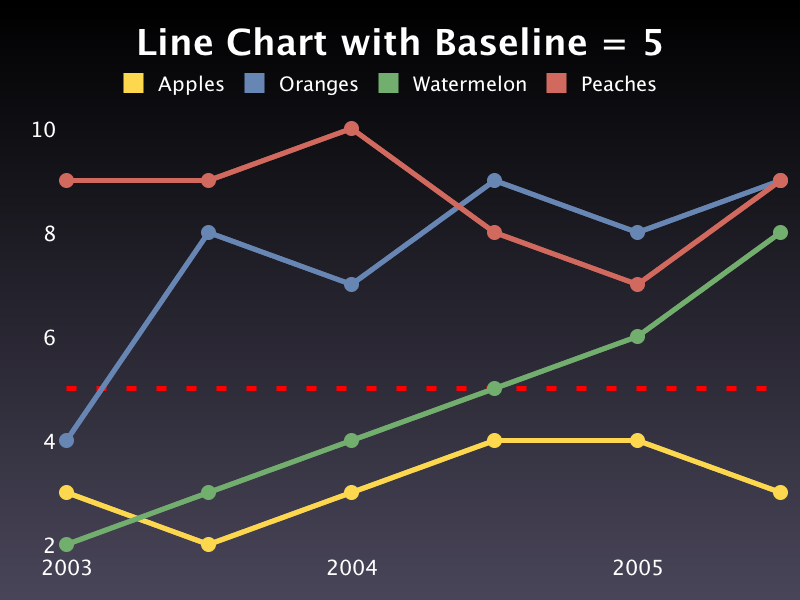 Line Chart with Baseline = 5
Apples Oranges Watermelon Peaches
10
8
6
4
2
2003 2004 2005